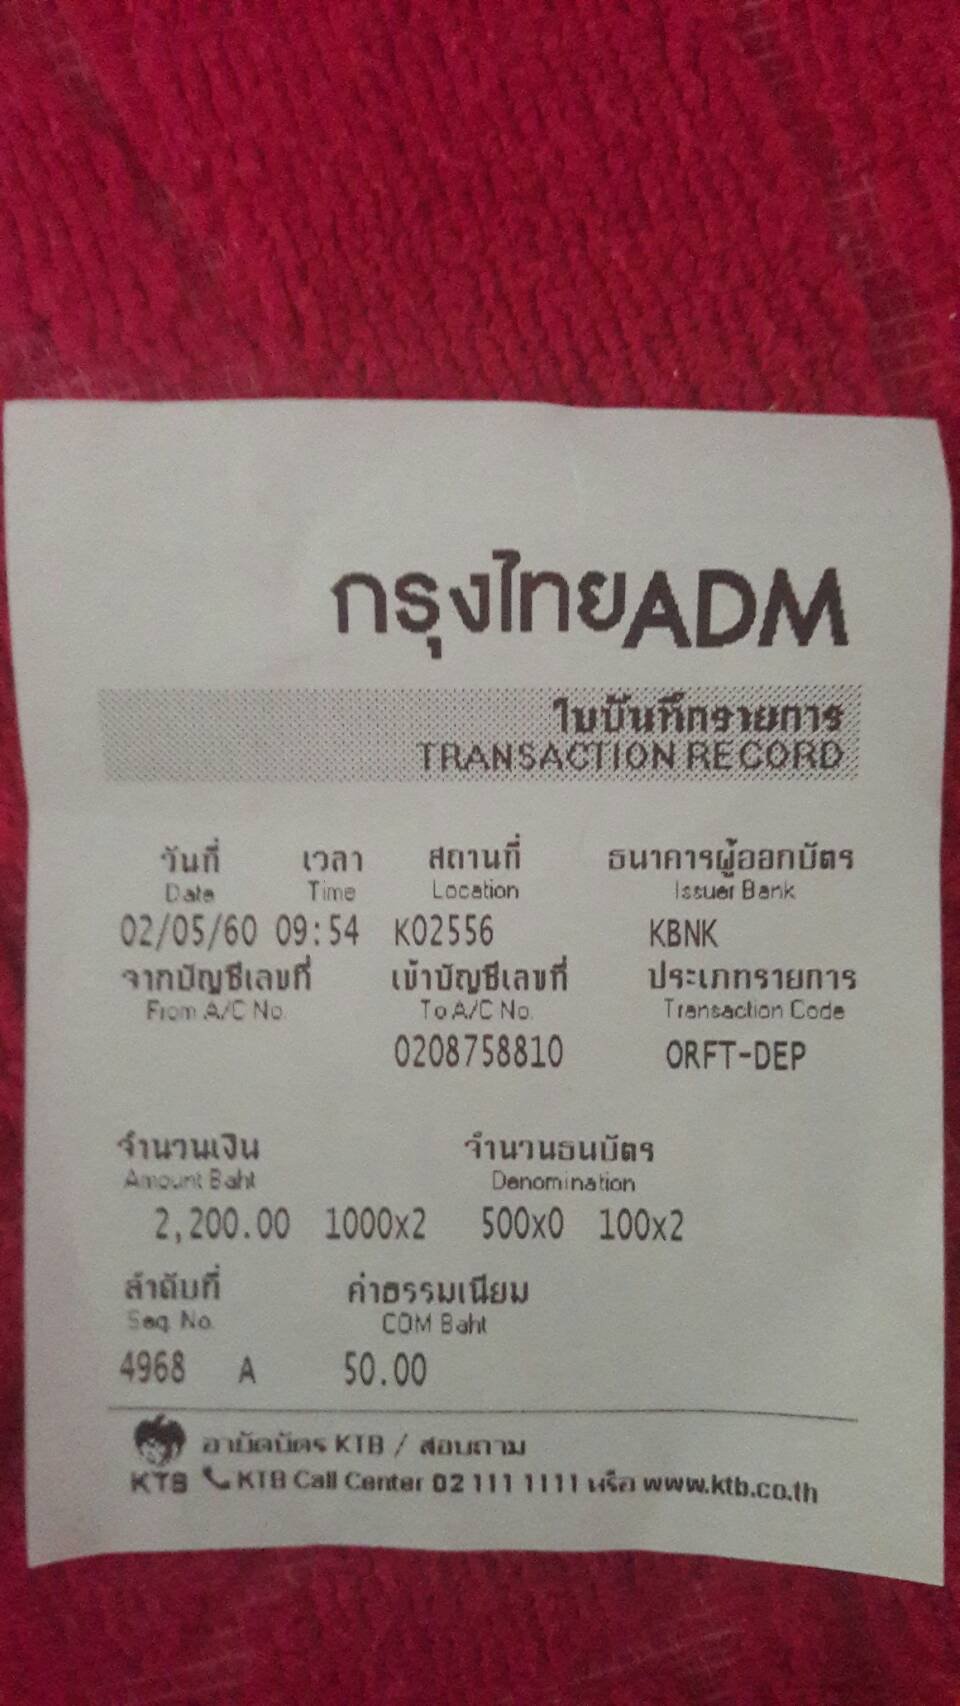 กรุงไทยADM
ใบบันทึกรายการ
TRANSACTION RECORD
วันที่ เวลา สถานที่ ธนาคารผู้ออกบัตร
Date Time Location Issuer Bank
02/05/60 09:54 K02556 KBNK
จากบัญชีเลขที่ เข้าบัญชีเลขที่ ประเภทรายการ
From A/C No. To A/C No. Transaction Code
0208758810 ORFT-DEP
จำนวนเงิน จำนวนธนบัตร
Amount Baht Denomination
2,200.00 1000x2 500x0 100x2
ลำดับที่ ค่าธรรมเนียม
Seq. No. COM Baht
4968 A 50.00
อายัดบัตร KTB / สอบถาม
KTB KTB Call Center 02 111 1111 หรือ www.ktb.co.th